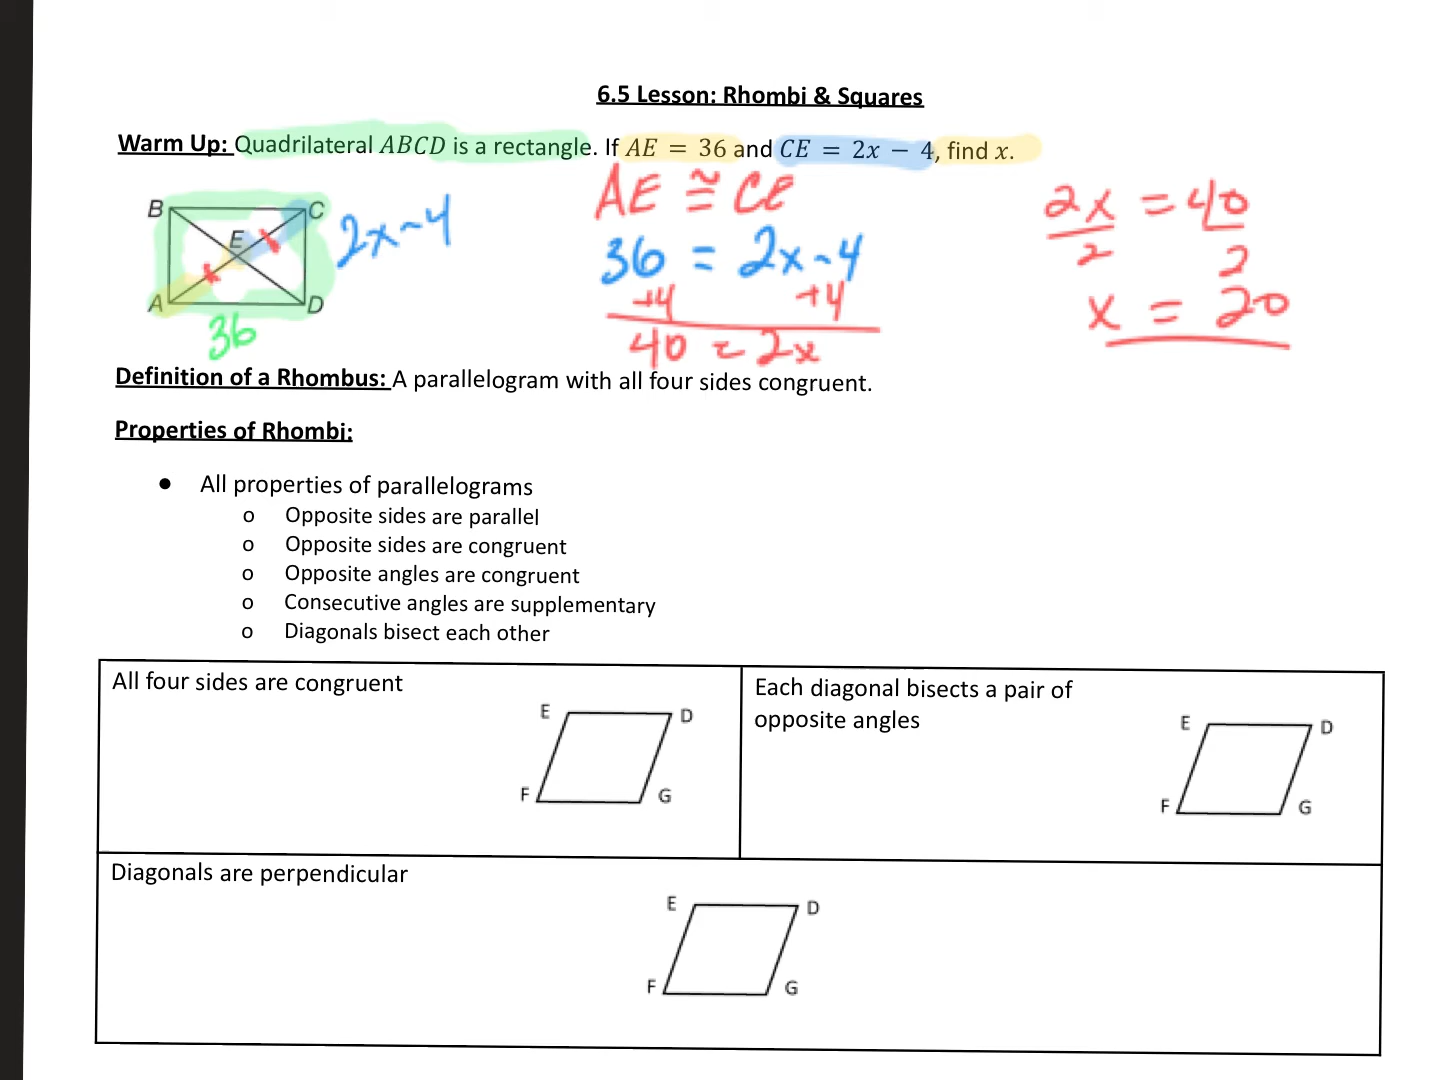 6.5 Lesson: Rhombi & Squares
Warm Up: Quadrilateral ABCD is a rectangle. If AE = 36 and CE = 2x − 4, find x.
B C
E
A D
2x-4
36
AE ≅ CE
36 = 2x-4
+4 +4
40 = 2x
2x = 40
2 2
x = 20
Definition of a Rhombus: A parallelogram with all four sides congruent.
Properties of Rhombi:
● All properties of parallelograms
o Opposite sides are parallel
o Opposite sides are congruent
o Opposite angles are congruent
o Consecutive angles are supplementary
o Diagonals bisect each other
All four sides are congruent
E D
F G
Each diagonal bisects a pair of
opposite angles
E D
F G
Diagonals are perpendicular
E D
F G